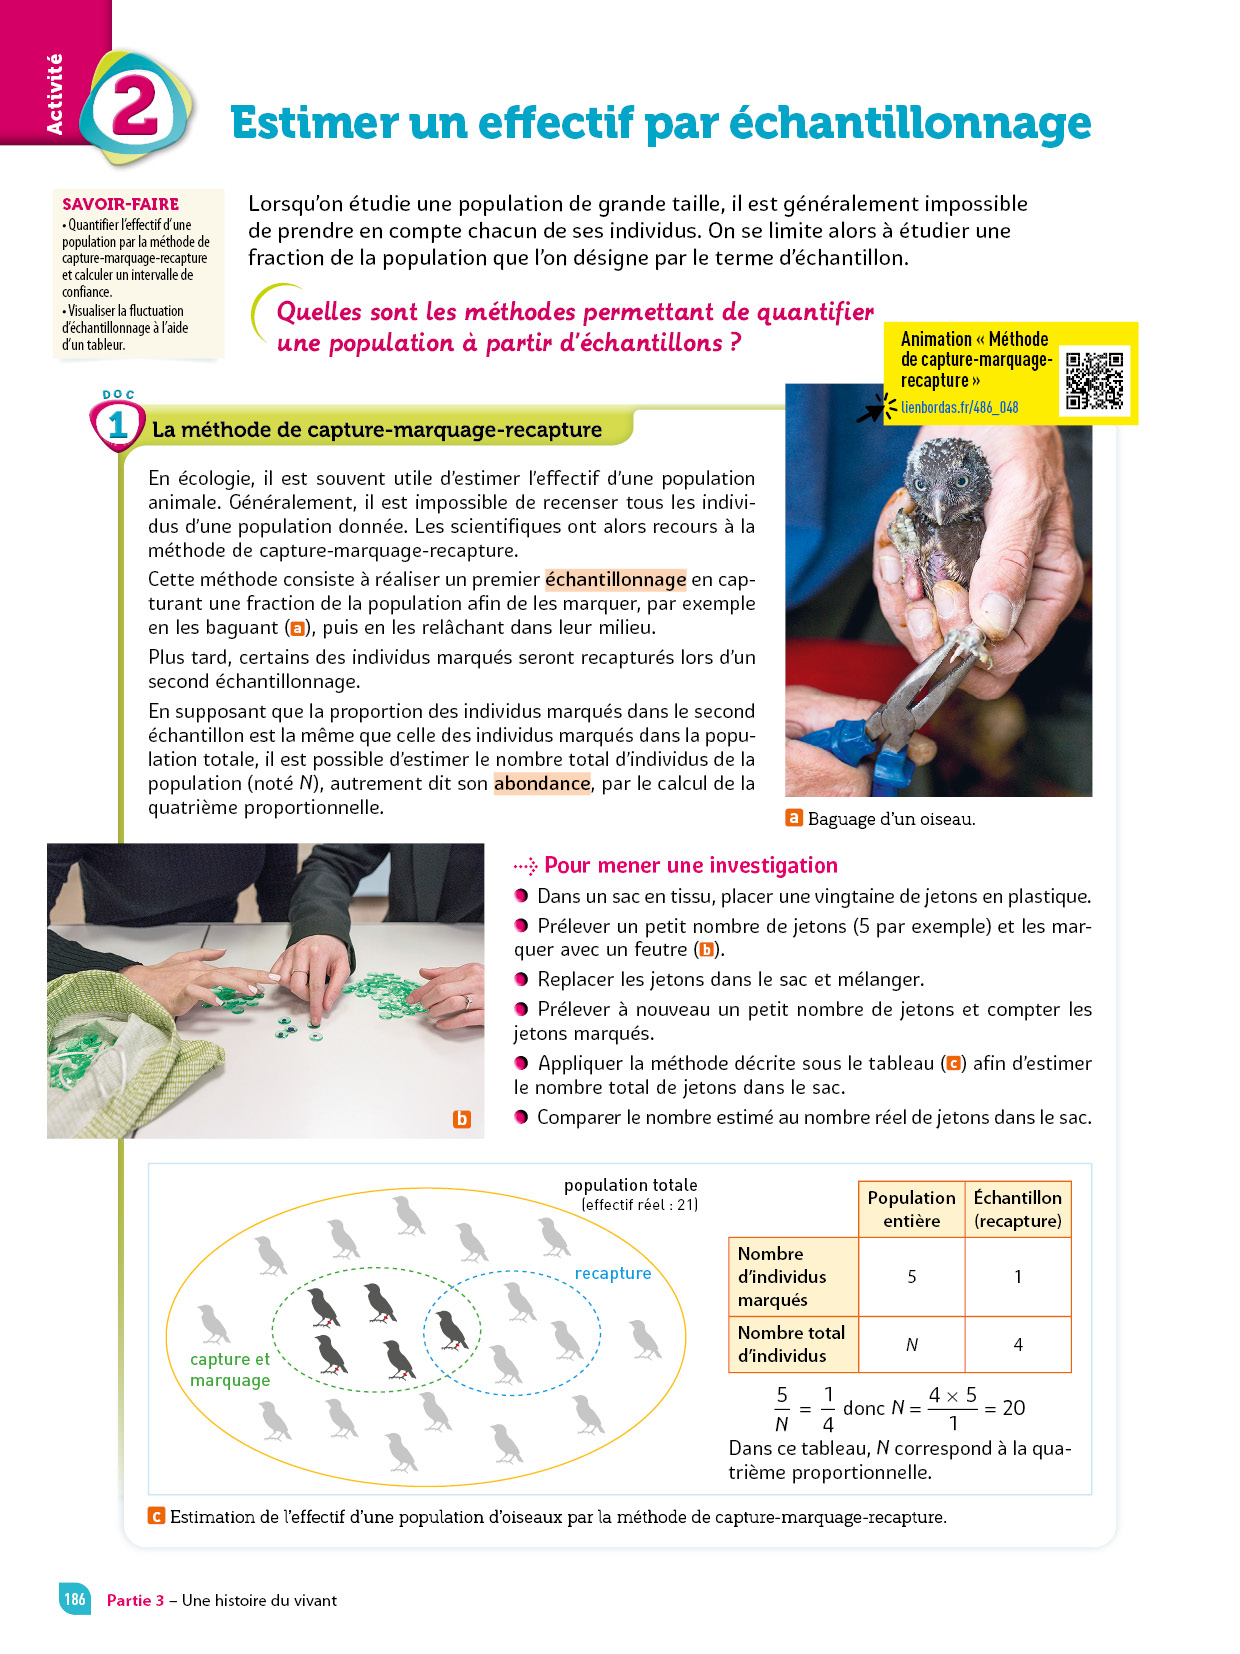 Activité
2
Estimer un effectif par échantillonnage
SAVOIR-FAIRE
• Quantifier l'effectif d'une
population par la méthode de
capture-marquage-recapture
et calculer un intervalle de
confiance.
• Visualiser la fluctuation
d'échantillonnage à l'aide
d'un tableur.
Lorsqu'on étudie une population de grande taille, il est généralement impossible
de prendre en compte chacun de ses individus. On se limite alors à étudier une
fraction de la population que l'on désigne par le terme d'échantillon.
Quelles sont les méthodes permettant de quantifier
une population à partir d'échantillons ?
Animation « Méthode
de capture-marquage-
recapture »
lienbordas.fr/486_048
DOC
1
La méthode de capture-marquage-recapture
En écologie, il est souvent utile d'estimer l'effectif d'une population
animale. Généralement, il est impossible de recenser tous les indivi-
dus d'une population donnée. Les scientifiques ont alors recours à la
méthode de capture-marquage-recapture.
Cette méthode consiste à réaliser un premier échantillonnage en cap-
turant une fraction de la population afin de les marquer, par exemple
en les baguant (a), puis en les relâchant dans leur milieu.
Plus tard, certains des individus marqués seront recapturés lors d'un
second échantillonnage.
En supposant que la proportion des individus marqués dans le second
échantillon est la même que celle des individus marqués dans la popu-
lation totale, il est possible d'estimer le nombre total d'individus de la
population (noté N), autrement dit son abondance, par le calcul de la
quatrième proportionnelle.
a Baguage d'un oiseau.
b
Pour mener une investigation
● Dans un sac en tissu, placer une vingtaine de jetons en plastique.
● Prélever un petit nombre de jetons (5 par exemple) et les mar-
quer avec un feutre (b).
● Replacer les jetons dans le sac et mélanger.
● Prélever à nouveau un petit nombre de jetons et compter les
jetons marqués.
● Appliquer la méthode décrite sous le tableau (c) afin d'estimer
le nombre total de jetons dans le sac.
● Comparer le nombre estimé au nombre réel de jetons dans le sac.
population totale
(effectif réel : 21)
recapture
capture et
marquage
Population entière Échantillon (recapture)
Nombre d'individus marqués 5 1
Nombre total d'individus N 4
5/N = 1/4 donc N = 4 × 5/1 = 20
Dans ce tableau, N correspond à la qua-
trième proportionnelle.
c Estimation de l'effectif d'une population d'oiseaux par la méthode de capture-marquage-recapture.
186 Partie 3 – Une histoire du vivant